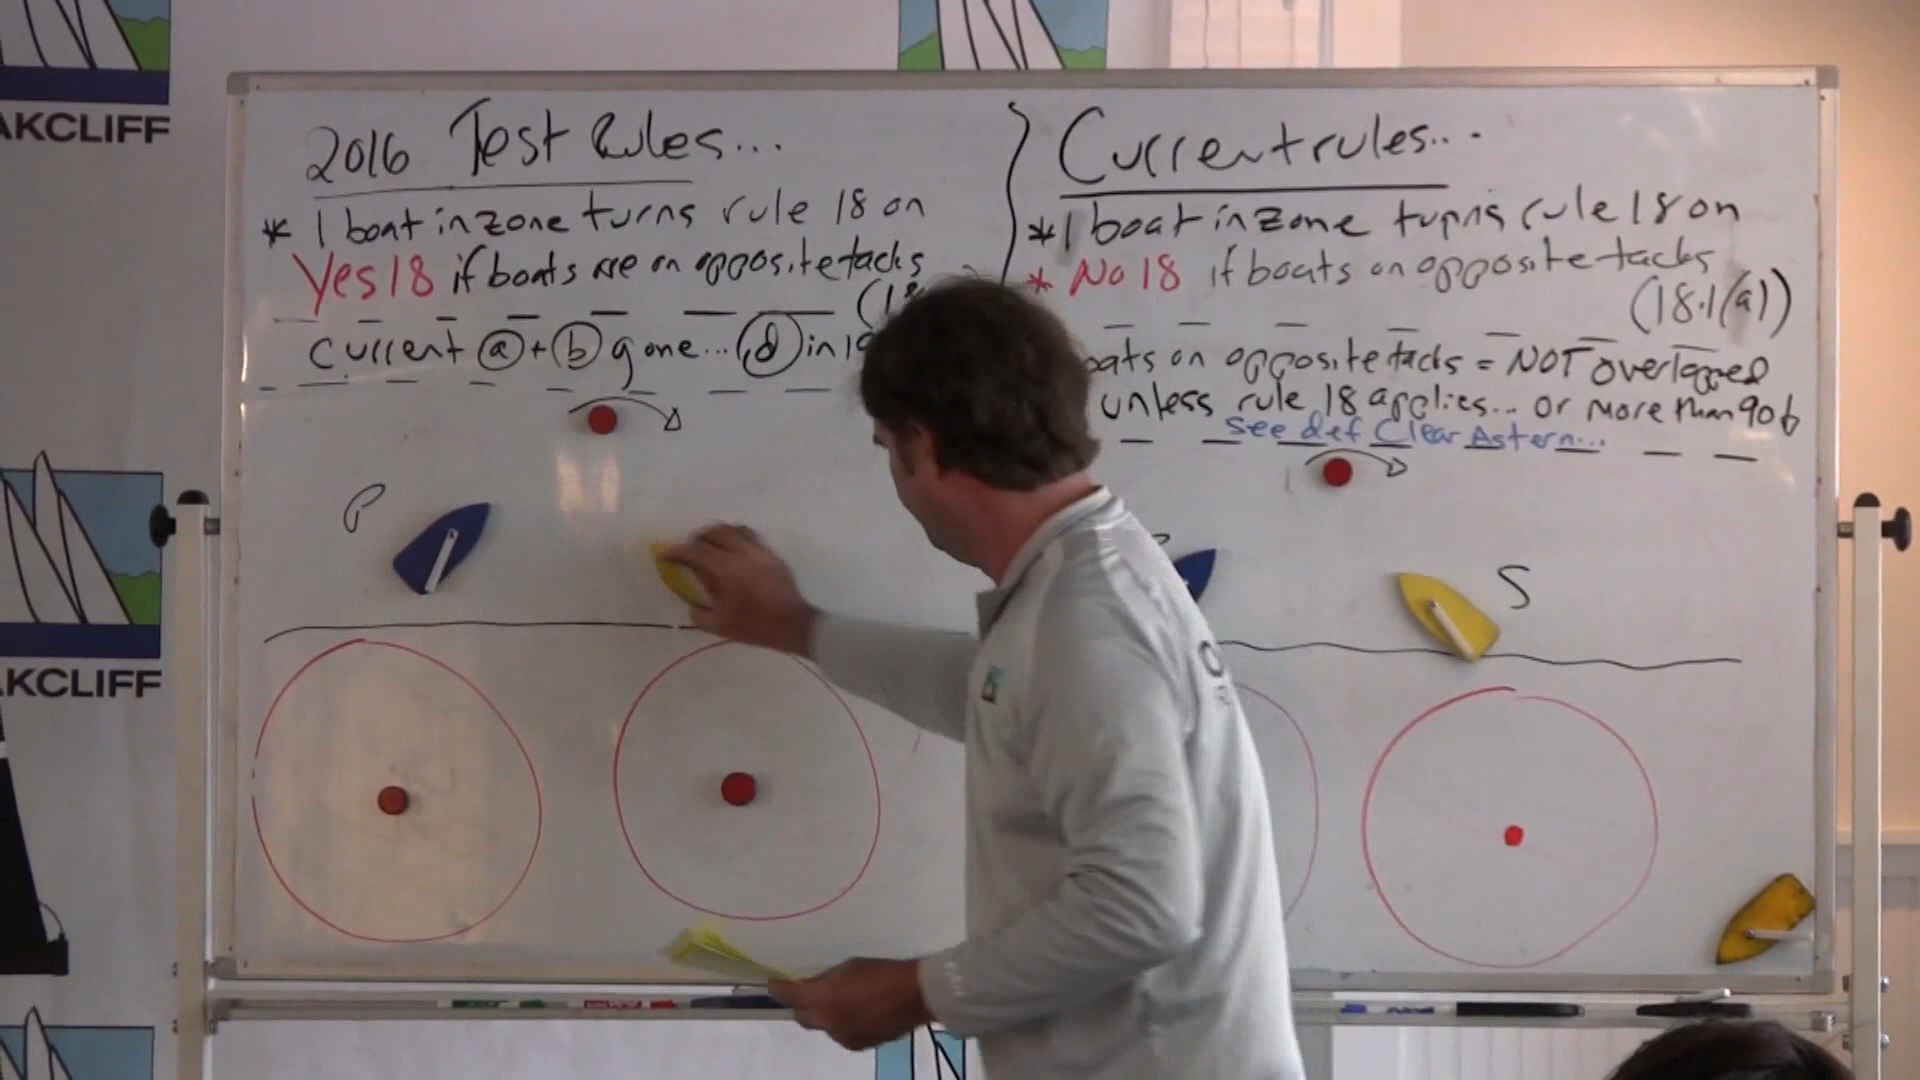 AKCLIFF
2016 Test Rules...
* 1 boat in zone turns rule 18 on
Yes 18 if boats are on opposite tacks
(18
current (a) + (b) gone... (d) in 1
P
KCLIFF
Current rules...
* 1 boat in zone turns rule 18 on
* No 18 if boats on opposite tacks
(18.1(a))
oats on opposite tacks = NOT overlapped
unless rule 18 applies... or more than 90°
see def Clear Astern...
S